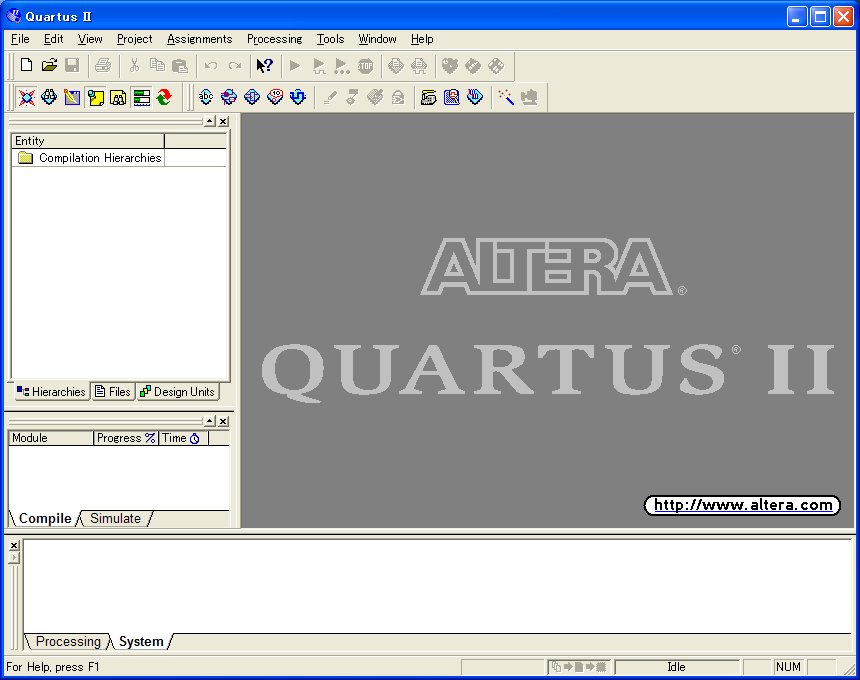 Quartus II
File Edit View Project Assignments Processing Tools Window Help
STOP
abc
Entity
Compilation Hierarchies
ALTERA®
QUARTUS® II
Hierarchies Files Design Units
Module Progress % Time
Compile Simulate
http://www.altera.com
Processing System
For Help, press F1 Idle NUM